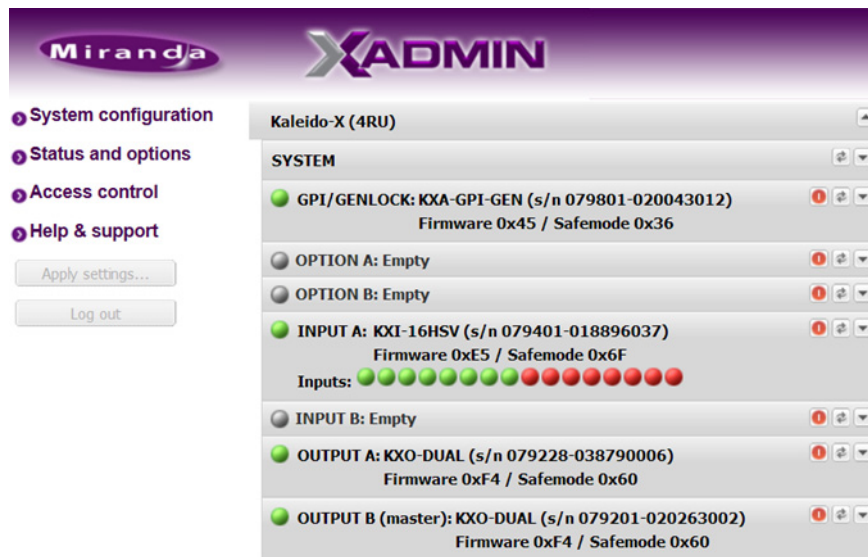 Miranda
XADMIN
System configuration
Status and options
Access control
Help & support
Apply settings...
Log out
Kaleido-X (4RU)
SYSTEM
GPI/GENLOCK: KXA-GPI-GEN (s/n 079801-020043012)
Firmware 0x45 / Safemode 0x36
OPTION A: Empty
OPTION B: Empty
INPUT A: KXI-16HSV (s/n 079401-018896037)
Firmware 0xE5 / Safemode 0x6F
Inputs:
INPUT B: Empty
OUTPUT A: KXO-DUAL (s/n 079228-038790006)
Firmware 0xF4 / Safemode 0x60
OUTPUT B (master): KXO-DUAL (s/n 079201-020263002)
Firmware 0xF4 / Safemode 0x60